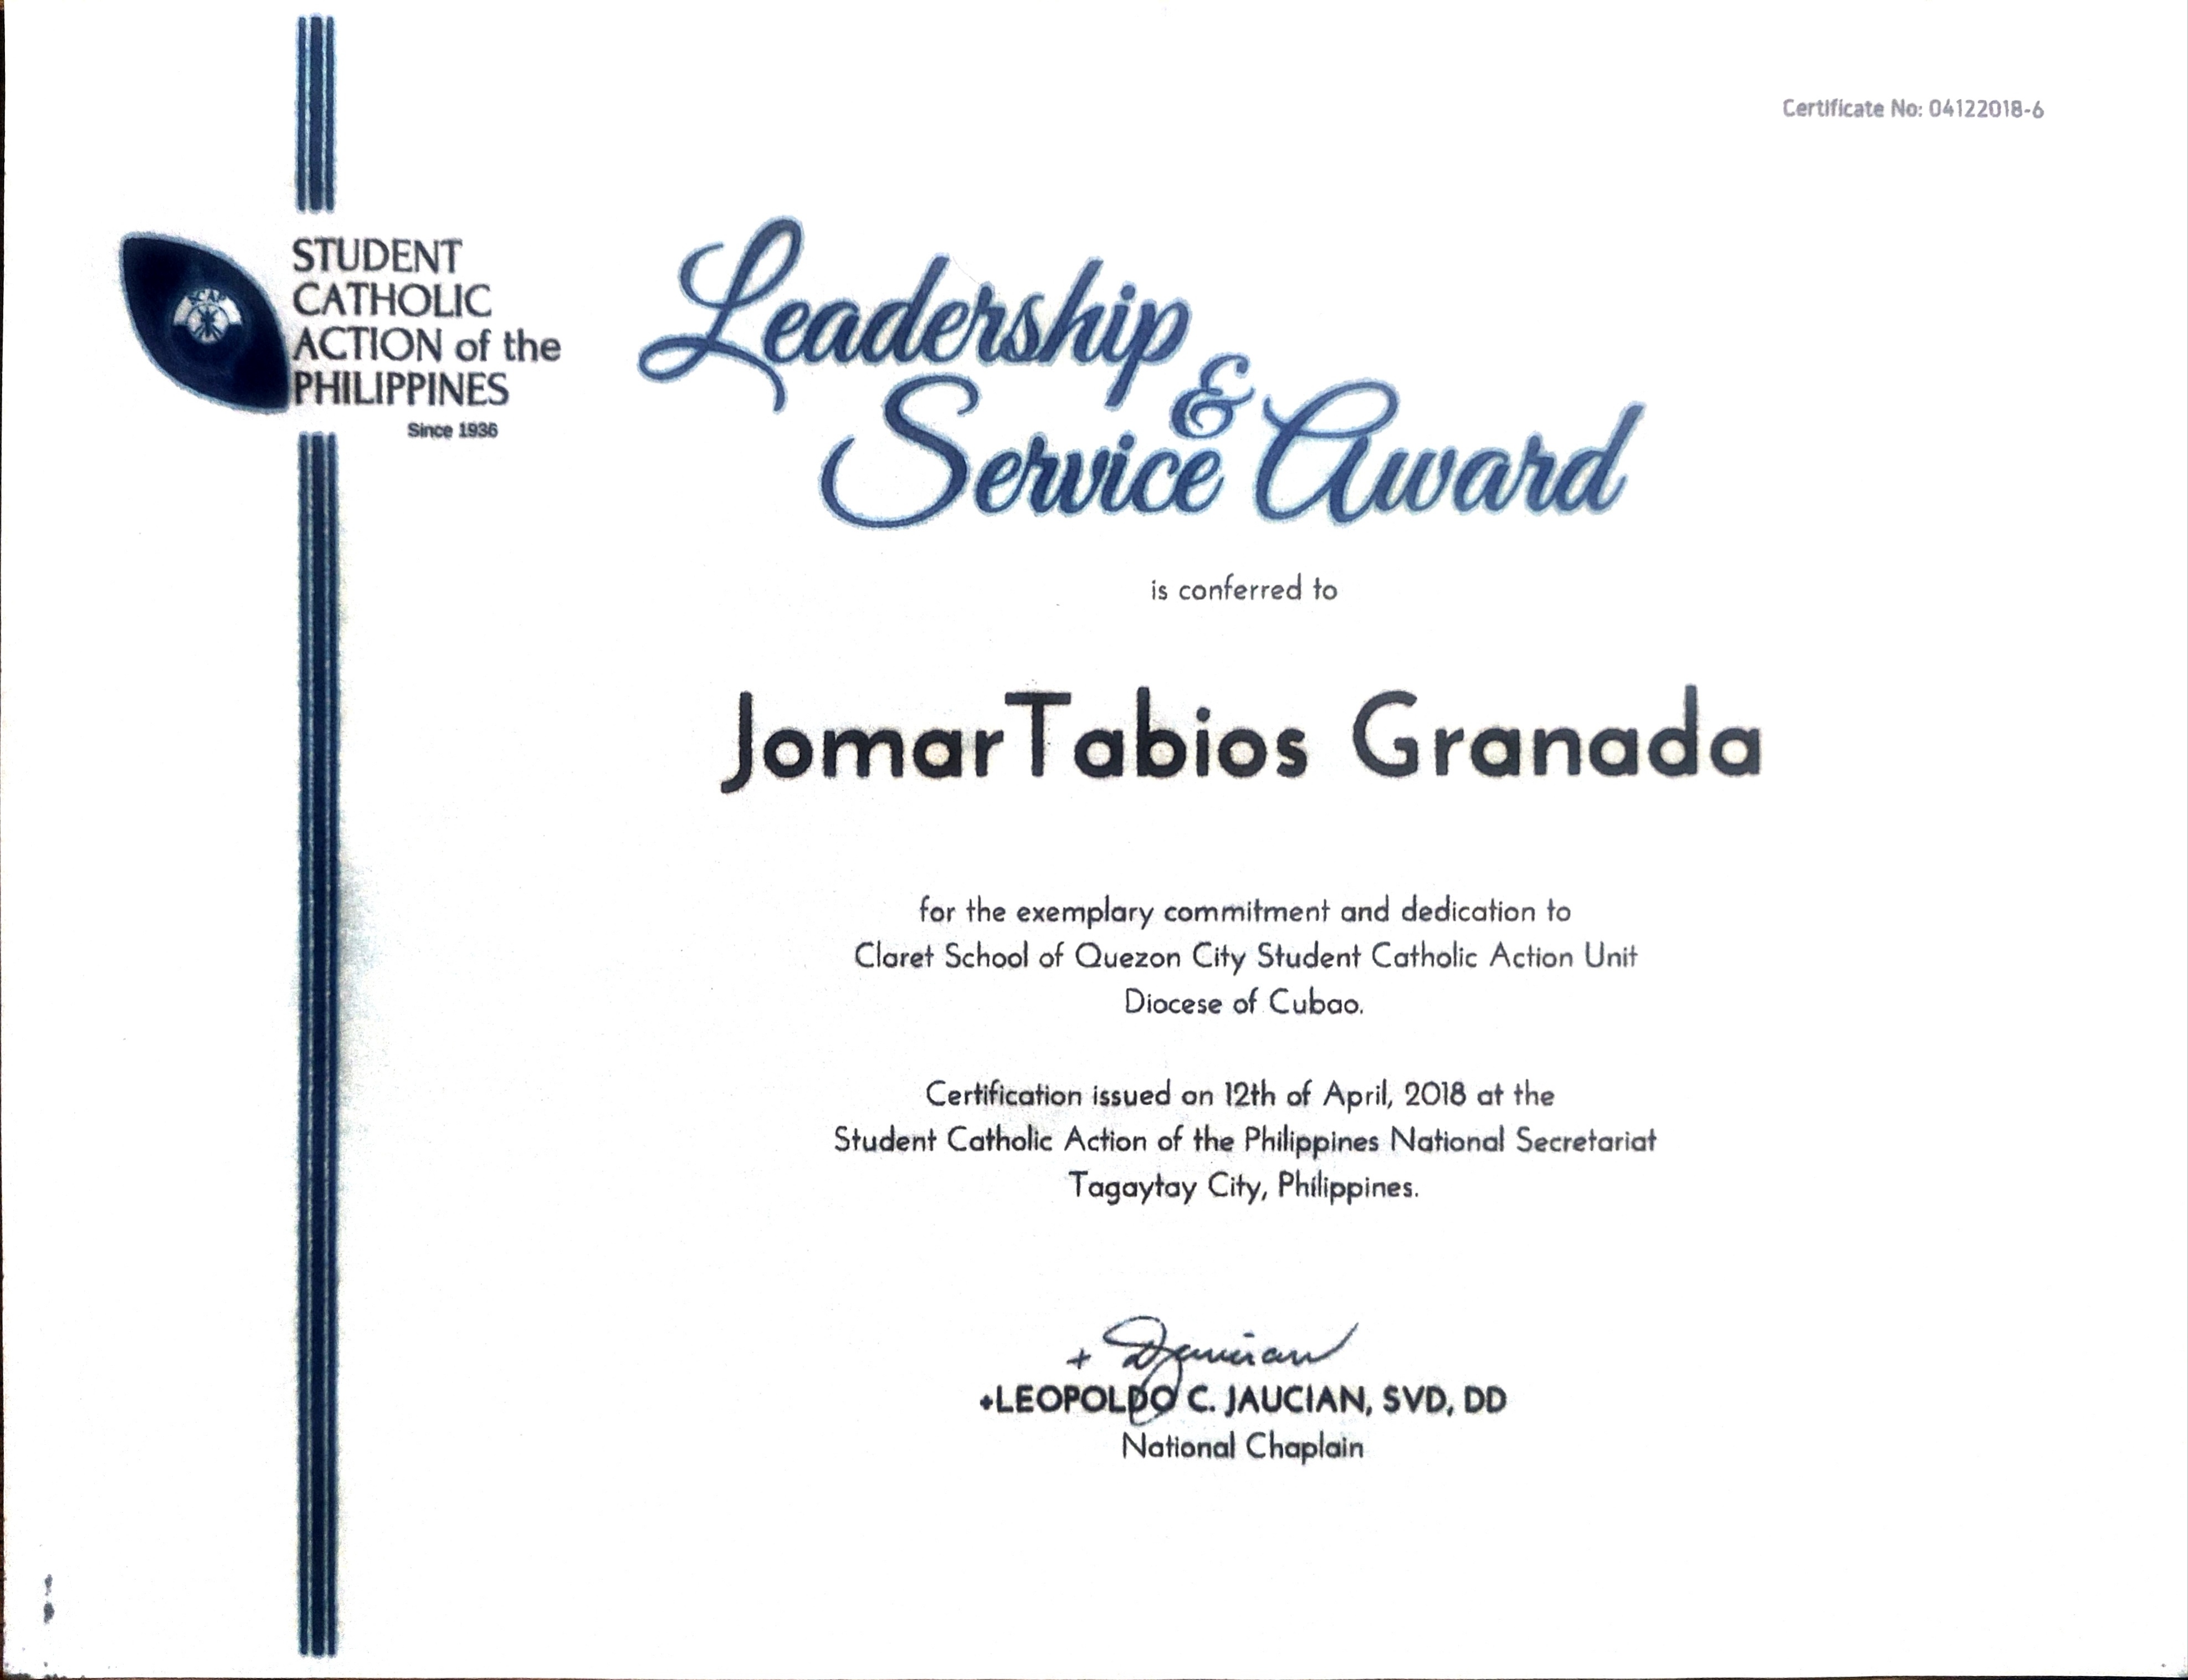 Certificate No: 04122018-6
SCAP
STUDENT
CATHOLIC
ACTION of the
PHILIPPINES
Since 1936
Leadership
&
Service Award
is conferred to
Jomar Tabios Granada
for the exemplary commitment and dedication to
Claret School of Quezon City Student Catholic Action Unit
Diocese of Cubao.
Certification issued on 12th of April, 2018 at the
Student Catholic Action of the Philippines National Secretariat
Tagaytay City, Philippines.
+LEOPOLDO C. JAUCIAN, SVD, DD
National Chaplain